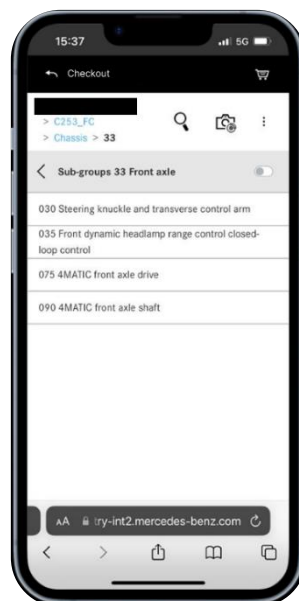 15:37
5G
Checkout
> C253_FC
> Chassis > 33
Sub-groups 33 Front axle
030 Steering knuckle and transverse control arm
035 Front dynamic headlamp range control closed-
loop control
075 4MATIC front axle drive
090 4MATIC front axle shaft
AA try-int2.mercedes-benz.com